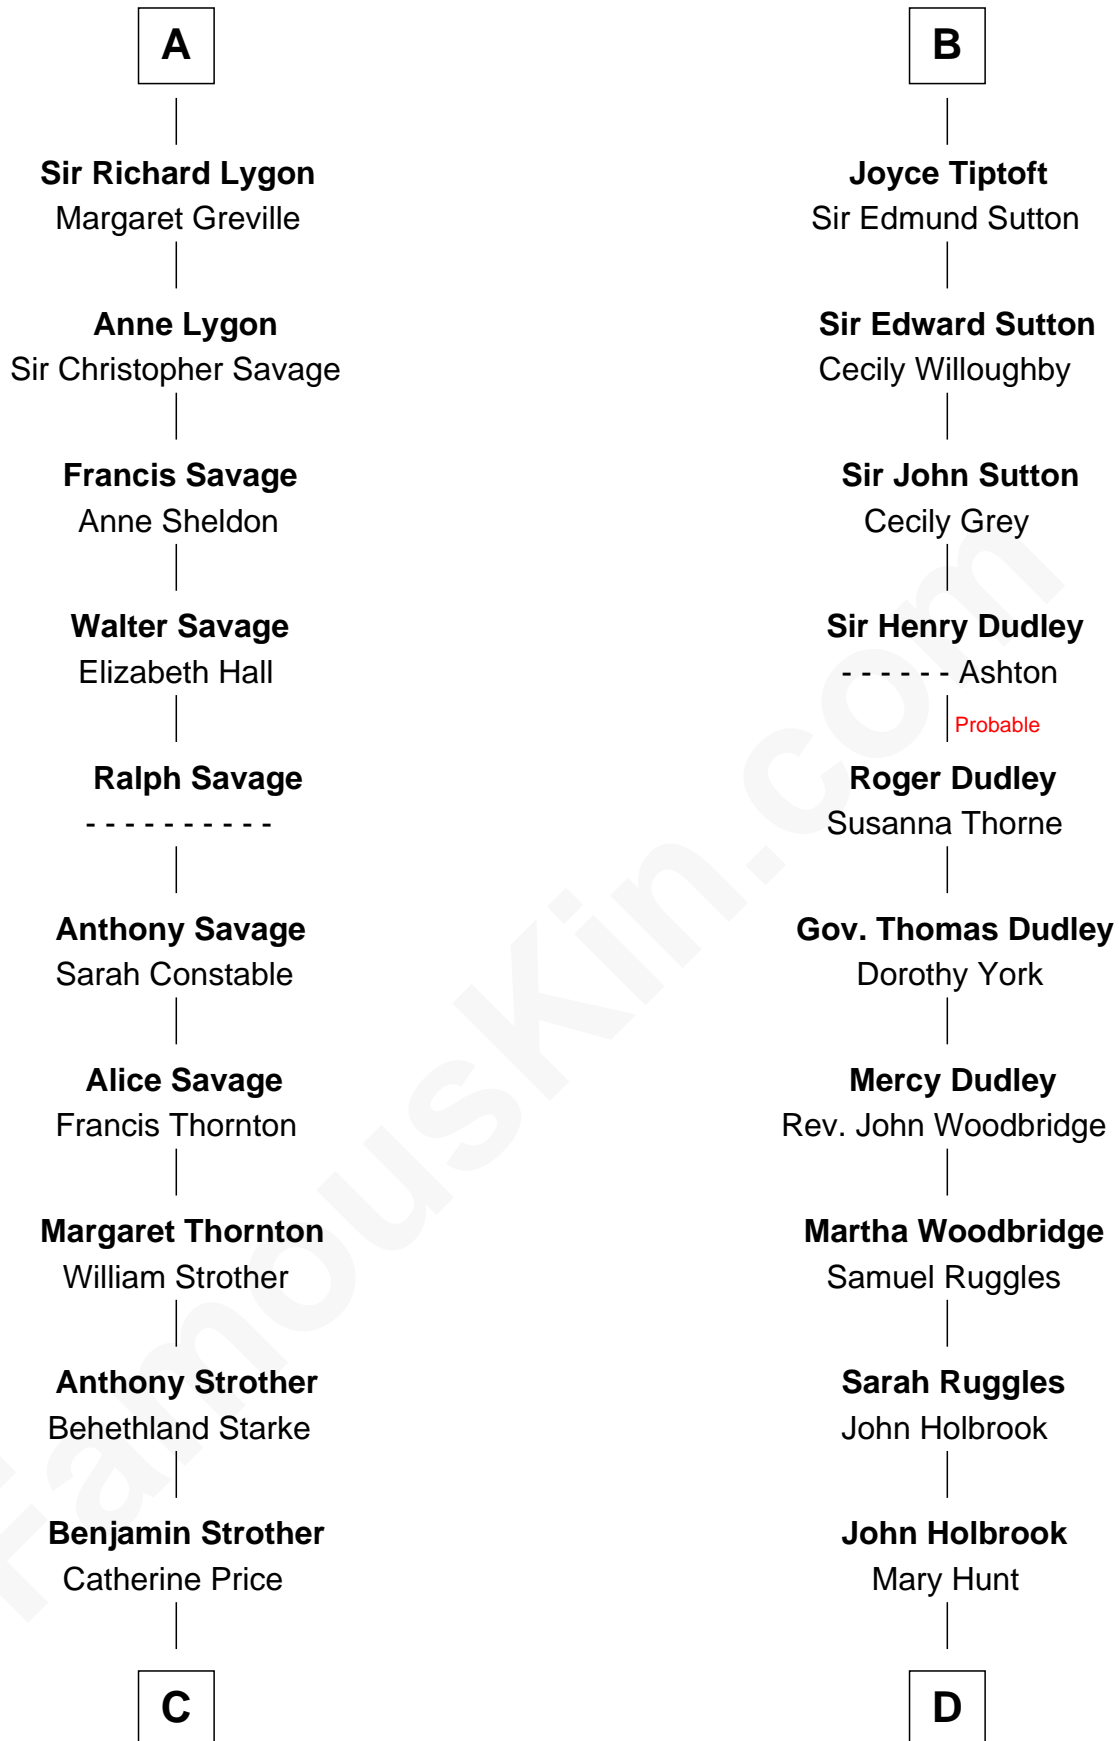 A
Sir Richard Lygon
Margaret Greville
Anne Lygon
Sir Christopher Savage
Francis Savage
Anne Sheldon
Walter Savage
Elizabeth Hall
Ralph Savage
- - - - - - - - - -
Anthony Savage
Sarah Constable
Alice Savage
Francis Thornton
Margaret Thornton
William Strother
Anthony Strother
Behethland Starke
Benjamin Strother
Catherine Price
C
B
Joyce Tiptoft
Sir Edmund Sutton
Sir Edward Sutton
Cecily Willoughby
Sir John Sutton
Cecily Grey
Sir Henry Dudley
- - - - - - Ashton
Probable
Roger Dudley
Susanna Thorne
Gov. Thomas Dudley
Dorothy York
Mercy Dudley
Rev. John Woodbridge
Martha Woodbridge
Samuel Ruggles
Sarah Ruggles
John Holbrook
John Holbrook
Mary Hunt
D
FamousKin.com